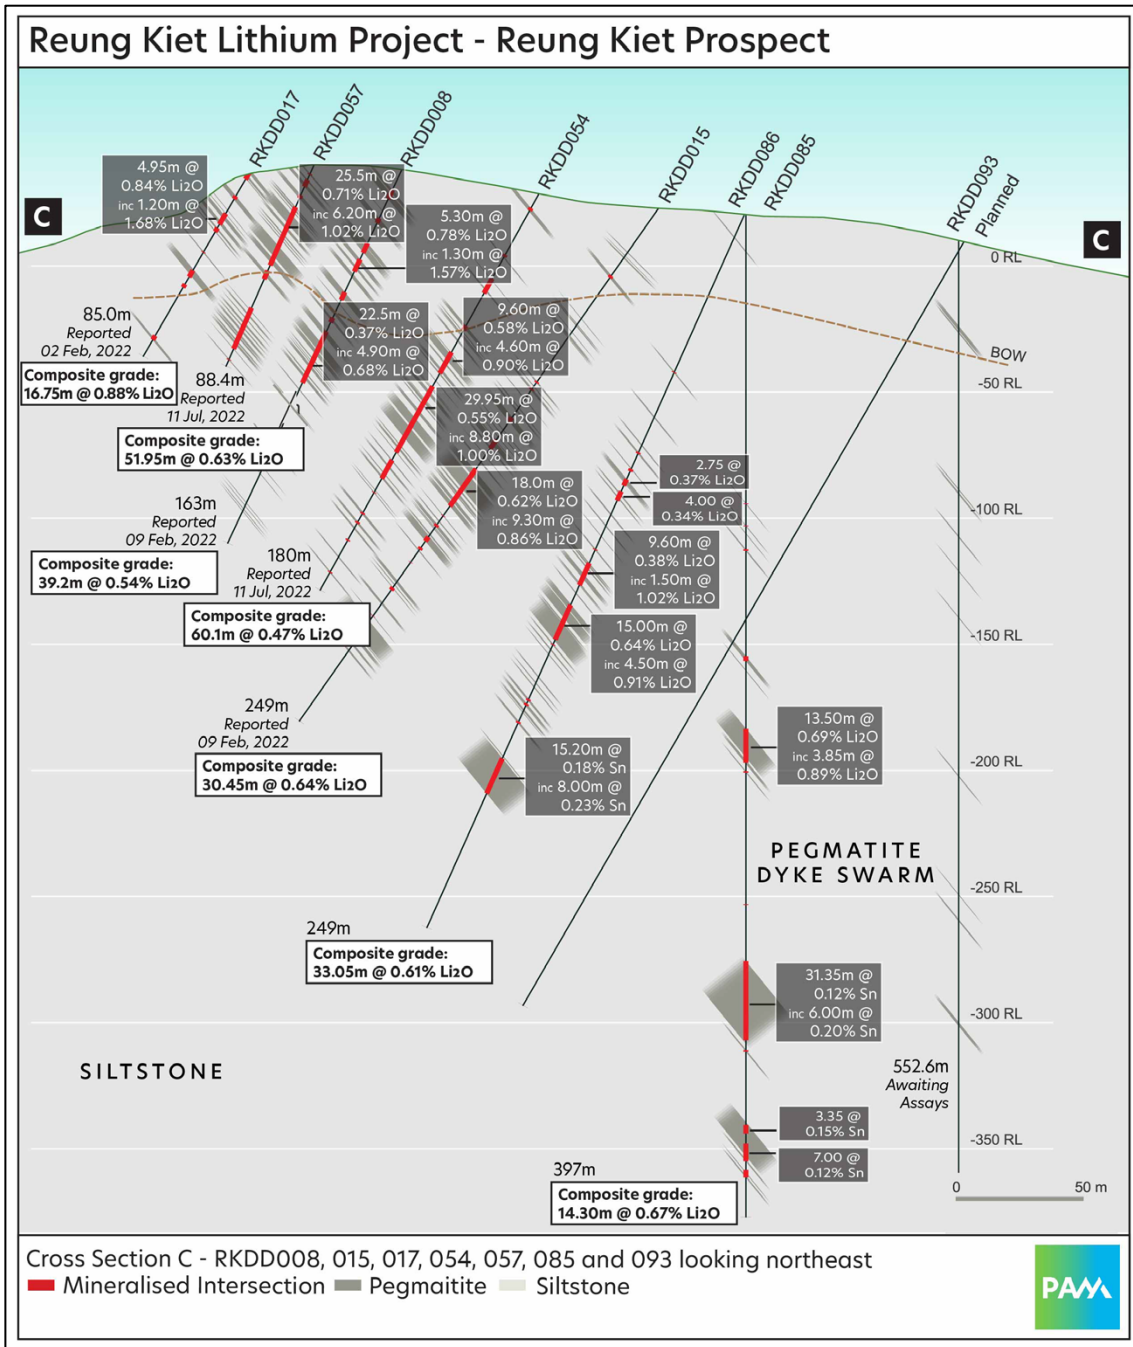 Reung Kiet Lithium Project - Reung Kiet Prospect
RKDD017
RKDD057
RKDD008
RKDD054
RKDD015
RKDD086
RKDD085
RKDD093
Planned
C
C
4.95m @
0.84% Li2O
inc 1.20m @
1.68% Li2O
25.5m @
0.71% Li2O
inc 6.20m @
1.02% Li2O
5.30m @
0.78% Li2O
inc 1.30m @
1.57% Li2O
0 RL
22.5m @
0.37% Li2O
inc 4.90m @
0.68% Li2O
9.60m @
0.58% Li2O
inc 4.60m @
0.90% Li2O
BOW
-50 RL
85.0m
Reported
02 Feb, 2022
Composite grade:
16.75m @ 0.88% Li2O
88.4m
Reported
11 Jul, 2022
Composite grade:
51.95m @ 0.63% Li2O
29.95m @
0.55% Li2O
inc 8.80m @
1.00% Li2O
18.0m @
0.62% Li2O
inc 9.30m @
0.86% Li2O
2.75 @
0.37% Li2O
4.00 @
0.34% Li2O
-100 RL
163m
Reported
09 Feb, 2022
Composite grade:
39.2m @ 0.54% Li2O
180m
Reported
11 Jul, 2022
Composite grade:
60.1m @ 0.47% Li2O
9.60m @
0.38% Li2O
inc 1.50m @
1.02% Li2O
15.00m @
0.64% Li2O
inc 4.50m @
0.91% Li2O
-150 RL
249m
Reported
09 Feb, 2022
Composite grade:
30.45m @ 0.64% Li2O
15.20m @
0.18% Sn
inc 8.00m @
0.23% Sn
13.50m @
0.69% Li2O
inc 3.85m @
0.89% Li2O
-200 RL
PEGMATITE
DYKE SWARM
-250 RL
249m
Composite grade:
33.05m @ 0.61% Li2O
31.35m @
0.12% Sn
inc 6.00m @
0.20% Sn
-300 RL
SILTSTONE
552.6m
Awaiting
Assays
3.35 @
0.15% Sn
7.00 @
0.12% Sn
-350 RL
397m
Composite grade:
14.30m @ 0.67% Li2O
0 50 m
Cross Section C - RKDD008, 015, 017, 054, 057, 085 and 093 looking northeast
Mineralised Intersection Pegmaitite Siltstone
PAM